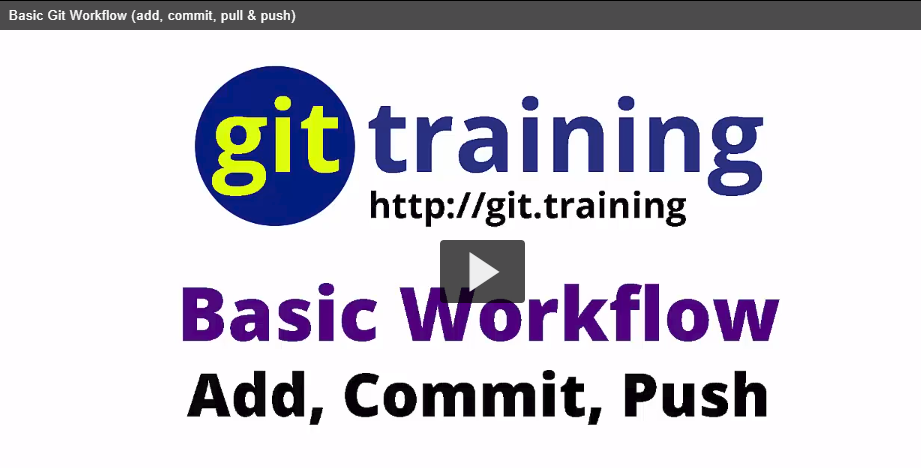 Basic Git Workflow (add, commit, pull & push)
git training
http://git.training
Basic Workflow
Add, Commit, Push